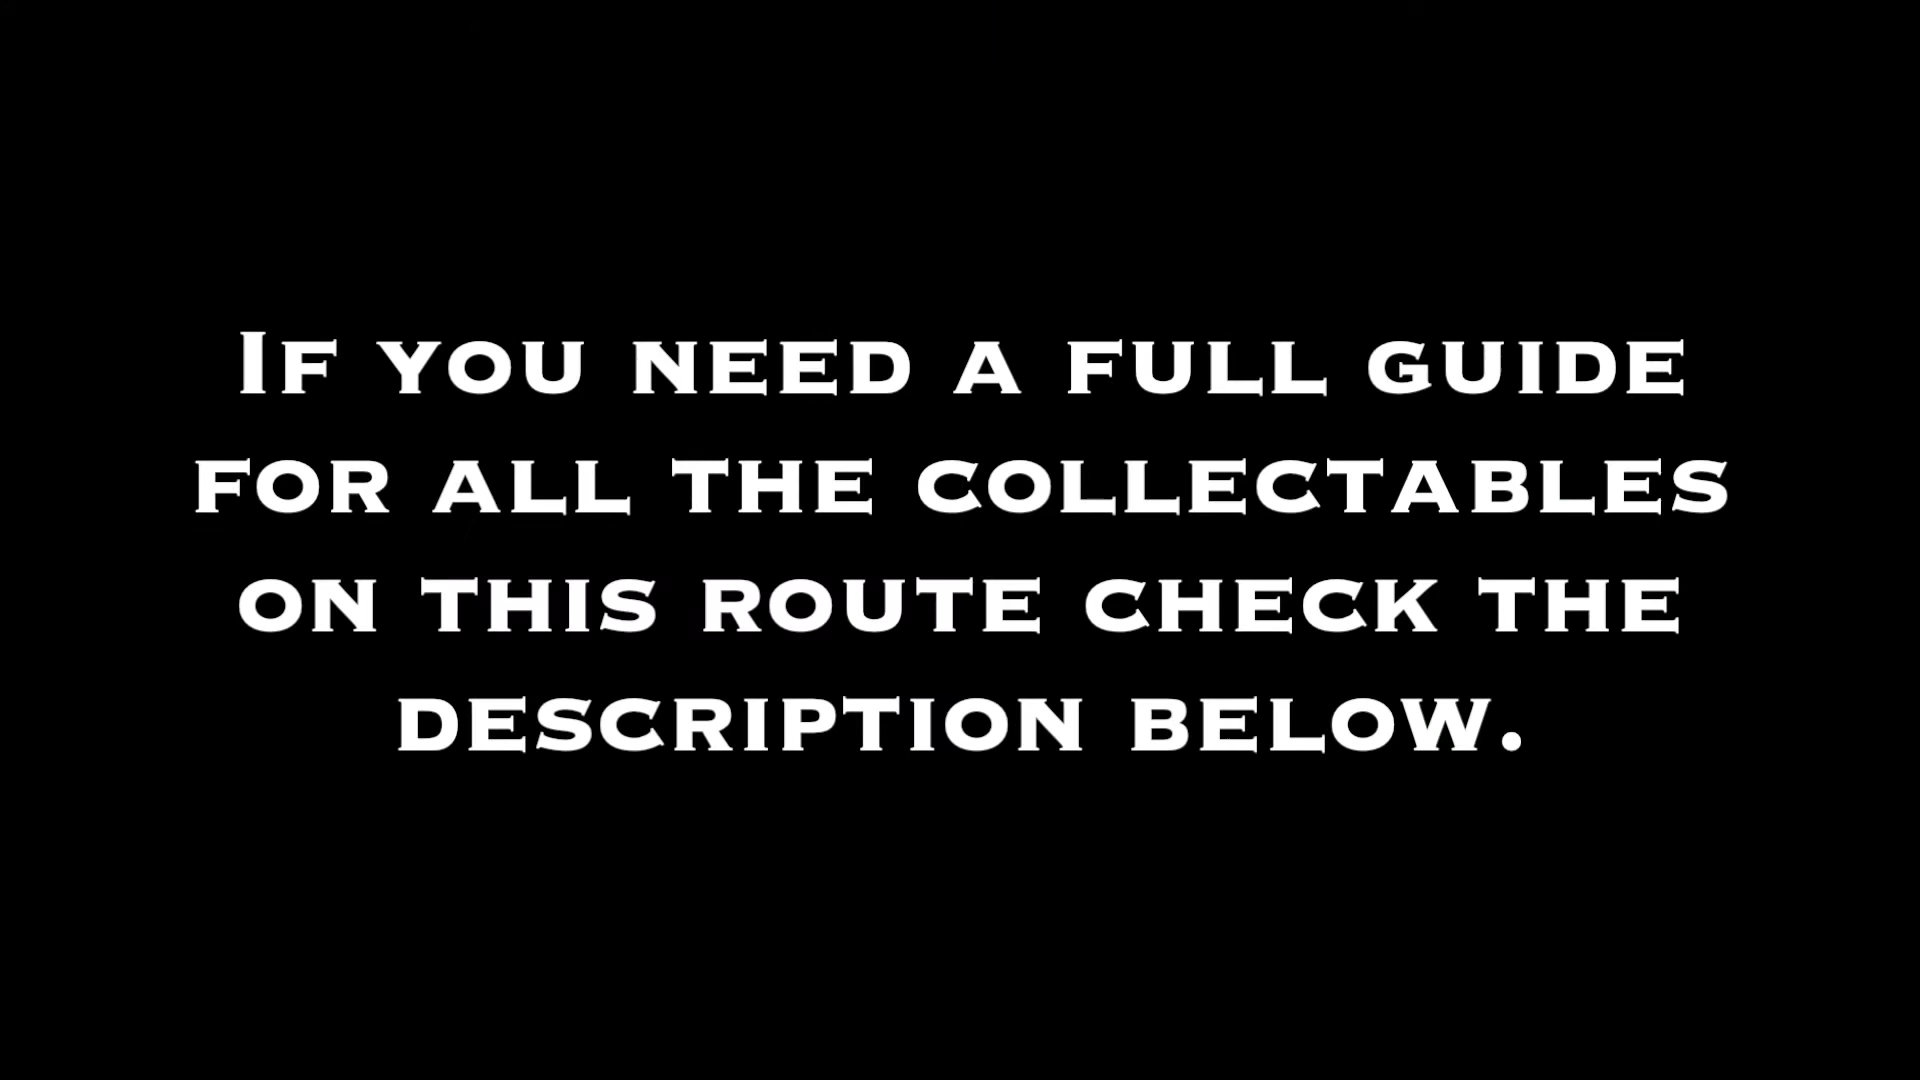 If you need a full guide
for all the collectables
on this route check the
description below.